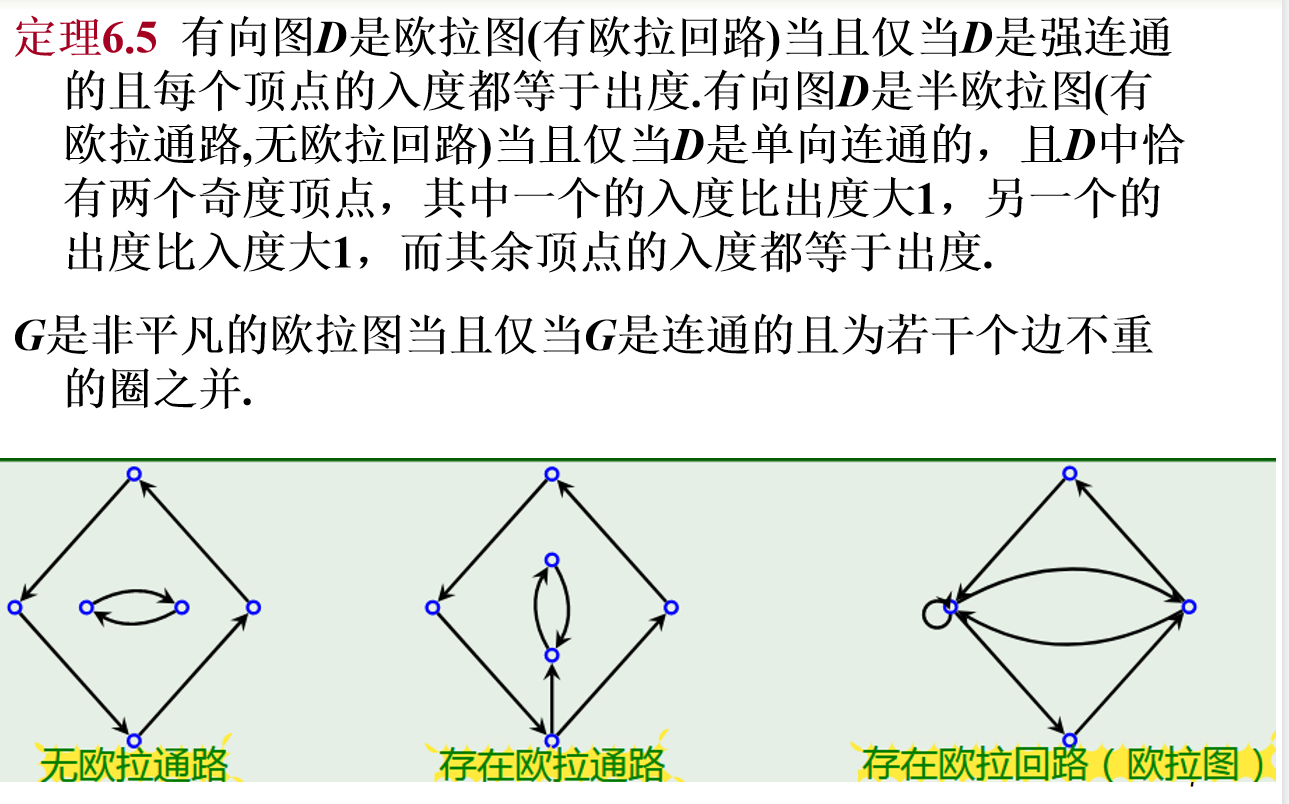 定理6.5 有向图D是欧拉图(有欧拉回路)当且仅当D是强连通
的且每个顶点的入度都等于出度.有向图D是半欧拉图(有
欧拉通路,无欧拉回路)当且仅当D是单向连通的，且D中恰
有两个奇度顶点，其中一个的入度比出度大1，另一个的
出度比入度大1，而其余顶点的入度都等于出度.
G是非平凡的欧拉图当且仅当G是连通的且为若干个边不重
的圈之并.
无欧拉通路
存在欧拉通路
存在欧拉回路（欧拉图）